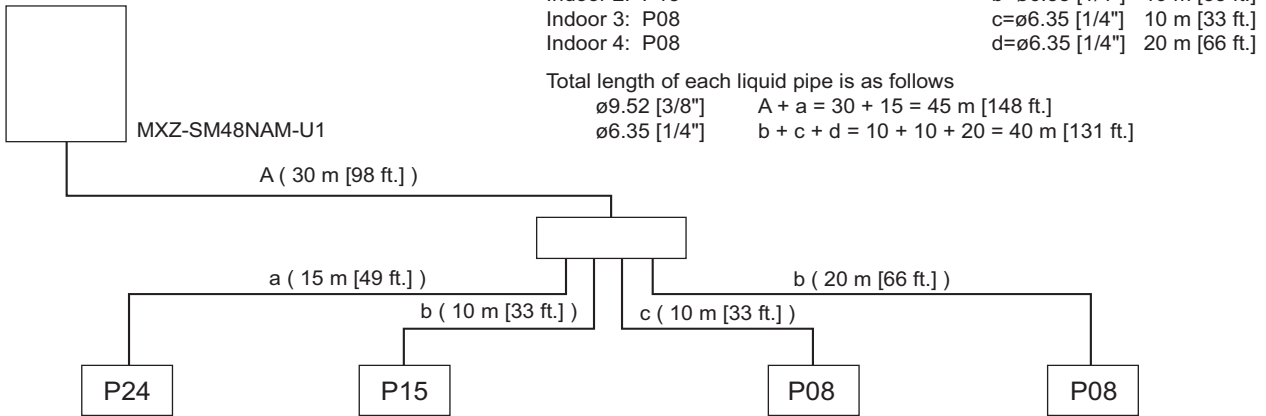 Indoor 3: P08 c=ø6.35 [1/4"] 10 m [33 ft.]
Indoor 4: P08 d=ø6.35 [1/4"] 20 m [66 ft.]
Total length of each liquid pipe is as follows
ø9.52 [3/8"] A + a = 30 + 15 = 45 m [148 ft.]
ø6.35 [1/4"] b + c + d = 10 + 10 + 20 = 40 m [131 ft.]
MXZ-SM48NAM-U1
A ( 30 m [98 ft.] )
a ( 15 m [49 ft.] )
b ( 20 m [66 ft.] )
b ( 10 m [33 ft.] )
c ( 10 m [33 ft.] )
P24
P15
P08
P08